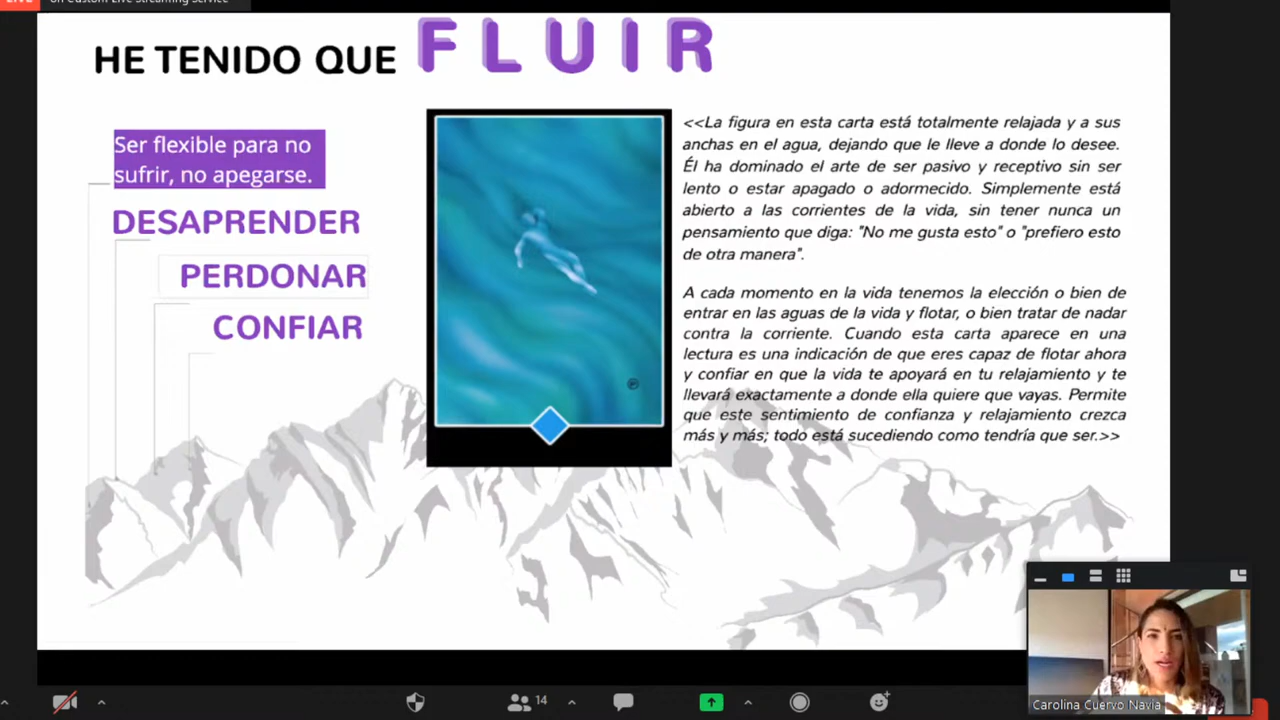 LIVE
on Custom Live Streaming Service
HE TENIDO QUE FLUIR
Ser flexible para no
sufrir, no apegarse.
DESAPRENDER
PERDONAR
CONFIAR
<<La figura en esta carta está totalmente relajada y a sus
anchas en el agua, dejando que le lleve a donde lo desee.
Él ha dominado el arte de ser pasivo y receptivo sin ser
lento o estar apagado o adormecido. Simplemente está
abierto a las corrientes de la vida, sin tener nunca un
pensamiento que diga: "No me gusta esto" o "prefiero esto
de otra manera".
A cada momento en la vida tenemos la elección o bien de
entrar en las aguas de la vida y flotar, o bien tratar de nadar
contra la corriente. Cuando esta carta aparece en una
lectura es una indicación de que eres capaz de flotar ahora
y confiar en que la vida te apoyará en tu relajamiento y te
llevará exactamente a donde ella quiere que vayas. Permite
que este sentimiento de confianza y relajamiento crezca
más y más; todo está sucediendo como tendría que ser.>>
Carolina Cuervo Navia
14